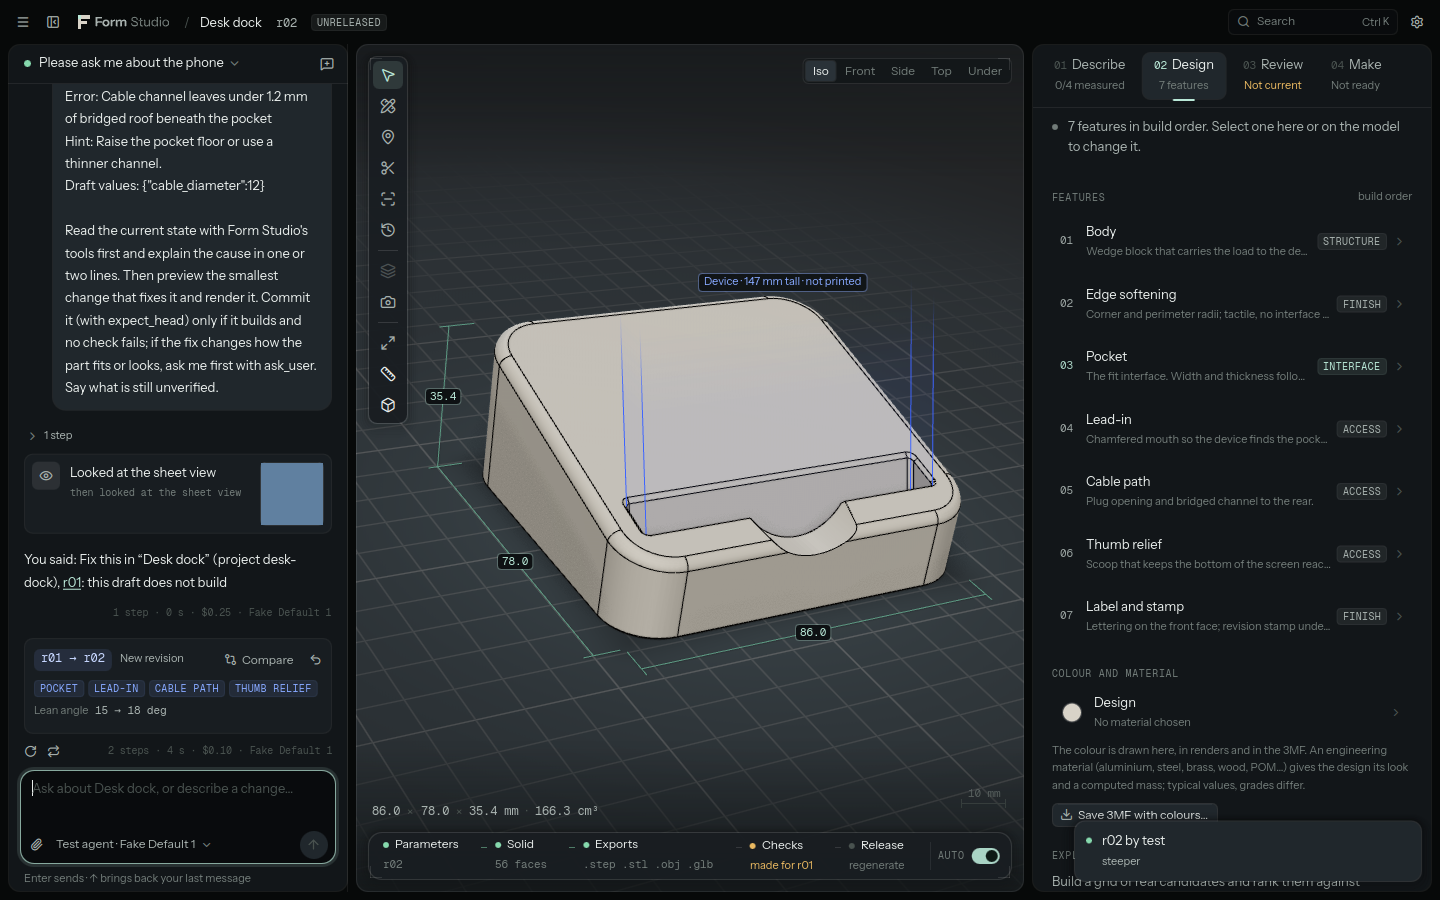 Form Studio / Desk dock r02 UNRELEASED
Search Ctrl K
Please ask me about the phone
Error: Cable channel leaves under 1.2 mm
of bridged roof beneath the pocket
Hint: Raise the pocket floor or use a
thinner channel.
Draft values: {"cable_diameter":12}
Read the current state with Form Studio's
tools first and explain the cause in one or
two lines. Then preview the smallest
change that fixes it and render it. Commit
it (with expect_head) only if it builds and
no check fails; if the fix changes how the
part fits or looks, ask me first with ask_user.
Say what is still unverified.
1 step
Looked at the sheet view
then looked at the sheet view
You said: Fix this in “Desk dock” (project desk-
dock), r01: this draft does not build
1 step · 0 s · $0.25 · Fake Default 1
r01 → r02 New revision Compare
POCKET LEAD-IN CABLE PATH THUMB RELIEF
Lean angle 15 → 18 deg
2 steps · 4 s · $0.10 · Fake Default 1
Ask about Desk dock, or describe a change...
Test agent · Fake Default 1
Enter sends · ↑ brings back your last message
Iso Front Side Top Under
Device · 147 mm tall · not printed
35.4
78.0
86.0
10 mm
86.0 × 78.0 × 35.4 mm · 166.3 cm³
Parameters Solid Exports Checks Release
r02 56 faces .step .stl .obj .glb made for r01 regenerate
AUTO
01 Describe 02 Design 03 Review 04 Make
0/4 measured 7 features Not current Not ready
7 features in build order. Select one here or on the model
to change it.
FEATURES build order
01 Body STRUCTURE
Wedge block that carries the load to the de...
02 Edge softening FINISH
Corner and perimeter radii; tactile, no interface ...
03 Pocket INTERFACE
The fit interface. Width and thickness follo...
04 Lead-in ACCESS
Chamfered mouth so the device finds the pock...
05 Cable path ACCESS
Plug opening and bridged channel to the rear.
06 Thumb relief ACCESS
Scoop that keeps the bottom of the screen reac...
07 Label and stamp FINISH
Lettering on the front face; revision stamp unde...
COLOUR AND MATERIAL
Design
No material chosen
The colour is drawn here, in renders and in the 3MF. An engineering
material (aluminium, steel, brass, wood, POM...) gives the design its look
and a computed mass; typical values, grades differ.
Save 3MF with colours...
r02 by test
steeper
Build a grid of real candidates and rank them against